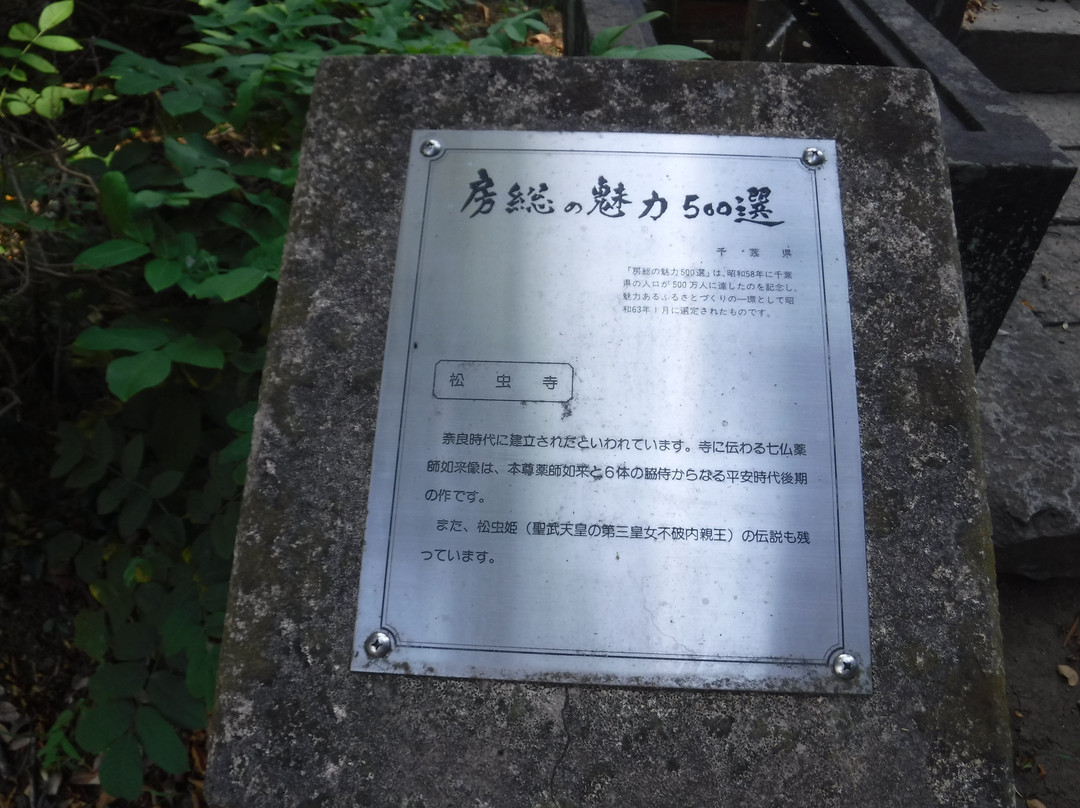 房総の魅力500選
千葉県
「房総の魅力500選」は、昭和58年に千葉
県の人口が500万人に達したのを記念し、
魅力あるふるさとづくりの一環として昭
和63年1月に選定されたものです。
松虫寺
奈良時代に建立されたといわれています。寺に伝わる七仏薬
師如来像は、本尊薬師如来と6体の脇侍からなる平安時代後期
の作です。
また、松虫姫（聖武天皇の第三皇女不破内親王）の伝説も残
っています。